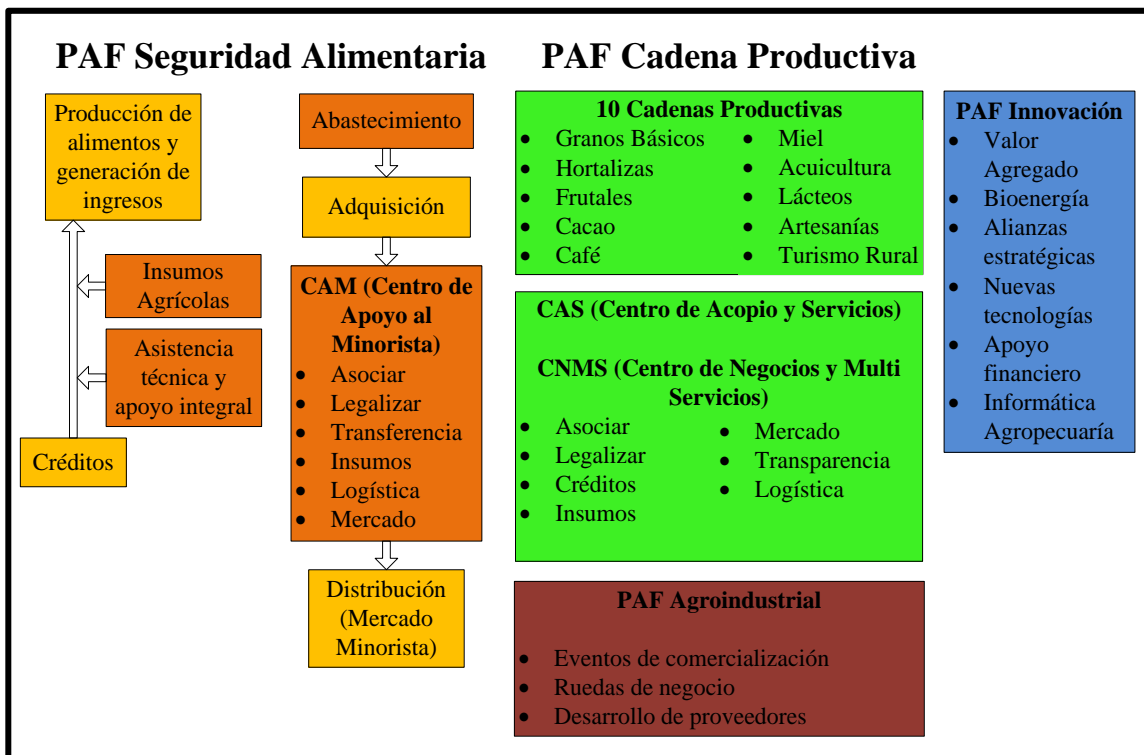 PAF Seguridad Alimentaria
Producción de
alimentos y
generación de
ingresos
Insumos
Agrícolas
Asistencia
técnica y
apoyo integral
Créditos
Abastecimiento
Adquisición
CAM (Centro de
Apoyo al
Minorista)
• Asociar
• Legalizar
• Transferencia
• Insumos
• Logística
• Mercado
Distribución
(Mercado
Minorista)
PAF Cadena Productiva
10 Cadenas Productivas
• Granos Básicos
• Hortalizas
• Frutales
• Cacao
• Café
• Miel
• Acuicultura
• Lácteos
• Artesanías
• Turismo Rural
CAS (Centro de Acopio y Servicios)
CNMS (Centro de Negocios y Multi
Servicios)
• Asociar
• Legalizar
• Créditos
• Insumos
• Mercado
• Transparencia
• Logística
PAF Agroindustrial
• Eventos de comercialización
• Ruedas de negocio
• Desarrollo de proveedores
PAF Innovación
• Valor
Agregado
• Bioenergía
• Alianzas
estratégicas
• Nuevas
tecnologías
• Apoyo
financiero
• Informática
Agropecuaría